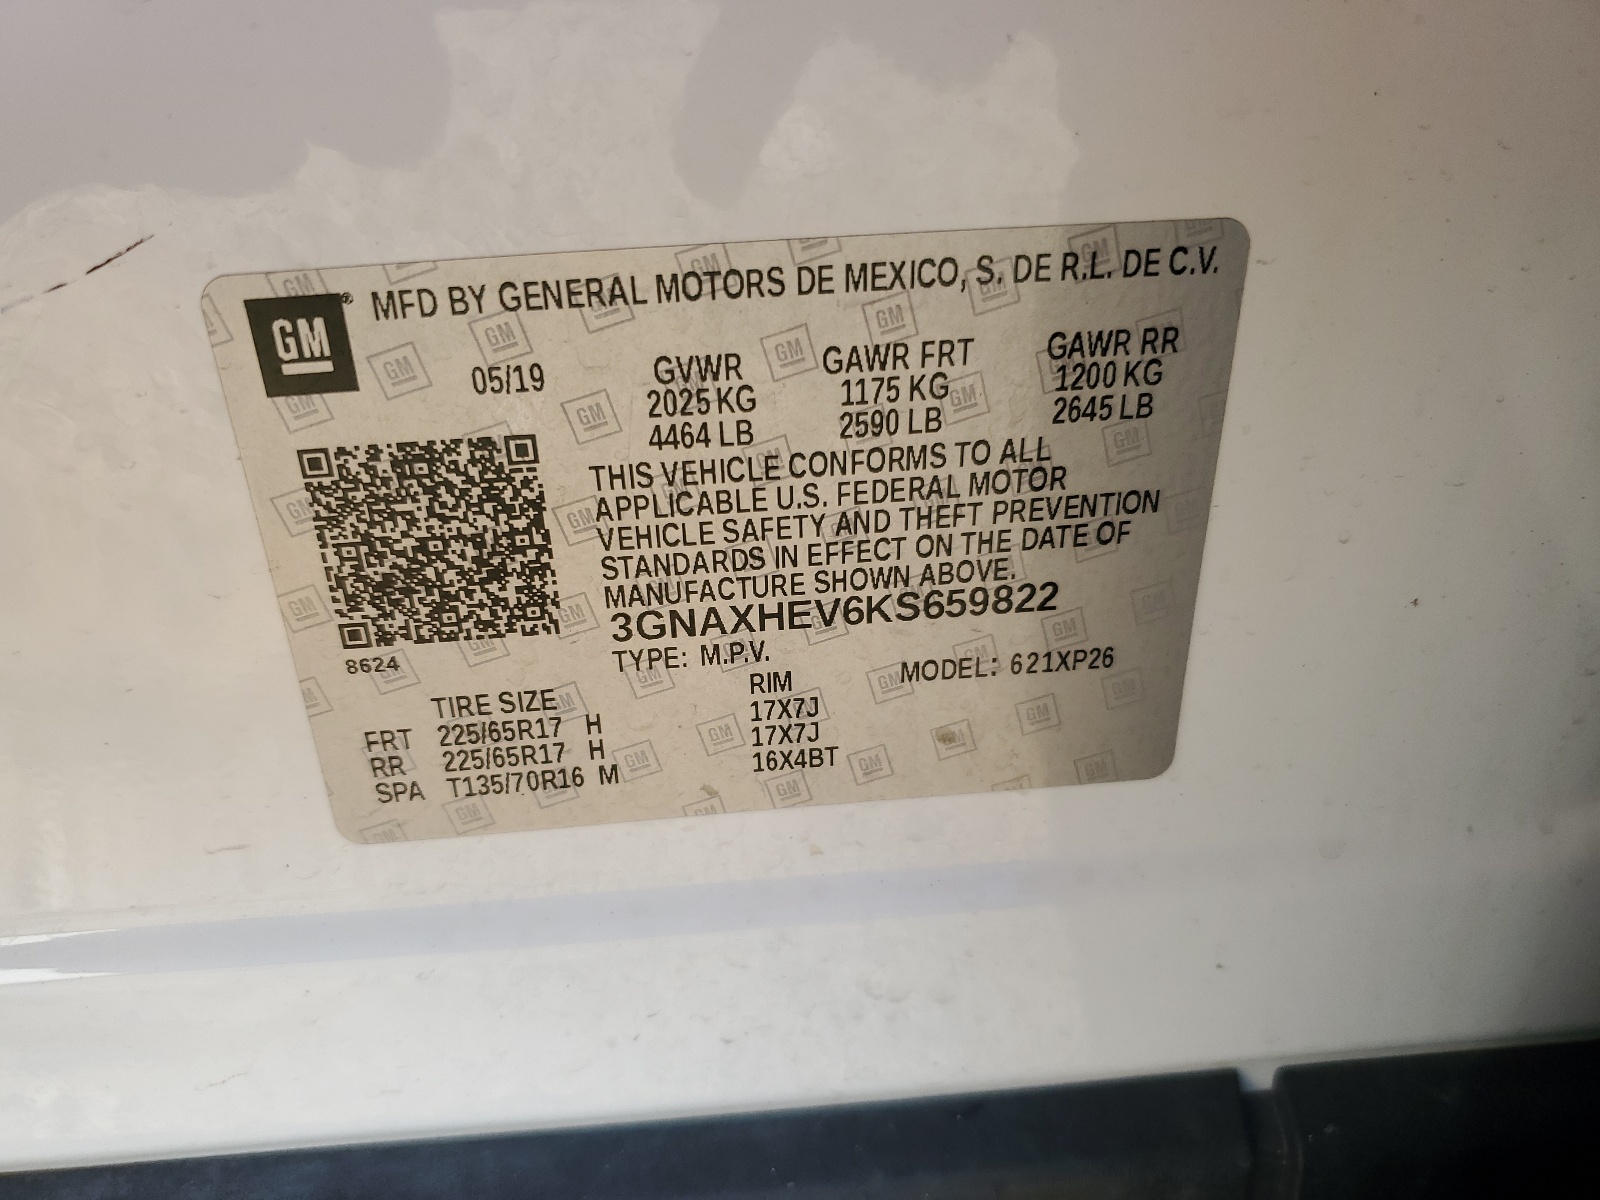 GM® MFD BY GENERAL MOTORS DE MEXICO, S. DE R.L. DE C.V.
05/19 GVWR GAWR FRT GAWR RR
2025 KG 1175 KG 1200 KG
4464 LB 2590 LB 2645 LB
THIS VEHICLE CONFORMS TO ALL
APPLICABLE U.S. FEDERAL MOTOR
VEHICLE SAFETY AND THEFT PREVENTION
STANDARDS IN EFFECT ON THE DATE OF
MANUFACTURE SHOWN ABOVE.
3GNAXHEV6KS659822
8624
TYPE: M.P.V. MODEL: 621XP26
TIRE SIZE RIM
FRT 225/65R17 H 17X7J
RR 225/65R17 H 17X7J
SPA T135/70R16 M 16X4BT